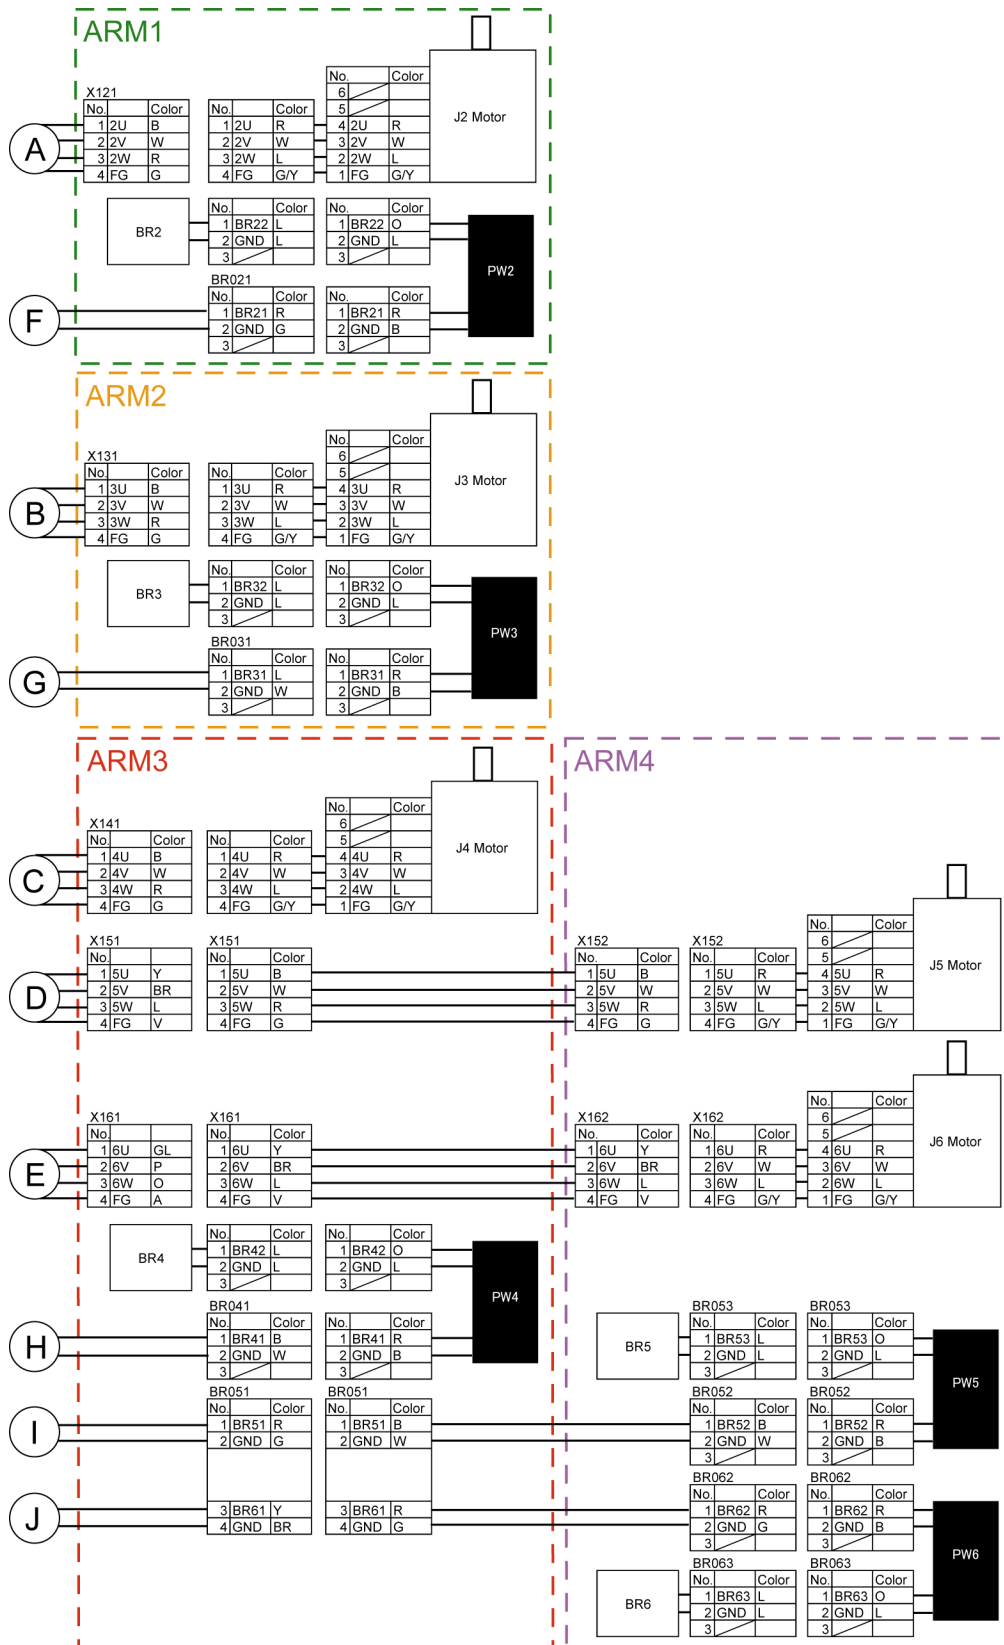 ARM1
No. Color
6
5
4 2U R
3 2V W
2 2W L
1 FG G/Y
J2 Motor
X121
No. Color
1 2U B
2 2V W
3 2W R
4 FG G
No. Color
1 2U R
2 2V W
3 2W L
4 FG G/Y
A
BR2
No. Color
1 BR22 L
2 GND L
3
No. Color
1 BR22 O
2 GND L
3
PW2
F
BR021
No. Color
1 BR21 R
2 GND G
3
No. Color
1 BR21 R
2 GND B
3
ARM2
No. Color
6
5
4 3U R
3 3V W
2 3W L
1 FG G/Y
J3 Motor
X131
No. Color
1 3U B
2 3V W
3 3W R
4 FG G
No. Color
1 3U R
2 3V W
3 3W L
4 FG G/Y
B
BR3
No. Color
1 BR32 L
2 GND L
3
No. Color
1 BR32 O
2 GND L
3
PW3
G
BR031
No. Color
1 BR31 L
2 GND W
3
No. Color
1 BR31 R
2 GND B
3
ARM3
No. Color
6
5
4 4U R
3 4V W
2 4W L
1 FG G/Y
J4 Motor
X141
No. Color
1 4U B
2 4V W
3 4W R
4 FG G
No. Color
1 4U R
2 4V W
3 4W L
4 FG G/Y
C
D
X151
No.
1 5U Y
2 5V BR
3 5W L
4 FG V
X151
No. Color
1 5U B
2 5V W
3 5W R
4 FG G
E
X161
No.
1 6U GL
2 6V P
3 6W O
4 FG A
X161
No. Color
1 6U Y
2 6V BR
3 6W L
4 FG V
BR4
No. Color
1 BR42 L
2 GND L
3
No. Color
1 BR42 O
2 GND L
3
PW4
H
BR041
No. Color
1 BR41 B
2 GND W
3
No. Color
1 BR41 R
2 GND B
3
I
BR051
No. Color
1 BR51 R
2 GND G
3 BR61 Y
4 GND BR
BR051
No. Color
1 BR51 B
2 GND W
3 BR61 R
4 GND G
J
ARM4
X152
No. Color
1 5U B
2 5V W
3 5W R
4 FG G
X152
No. Color
1 5U R
2 5V W
3 5W L
4 FG G/Y
No. Color
6
5
4 5U R
3 5V W
2 5W L
1 FG G/Y
J5 Motor
X162
No. Color
1 6U Y
2 6V BR
3 6W L
4 FG V
X162
No. Color
1 6U R
2 6V W
3 6W L
4 FG G/Y
No. Color
6
5
4 6U R
3 6V W
2 6W L
1 FG G/Y
J6 Motor
BR5
BR053
No. Color
1 BR53 L
2 GND L
3
BR053
No. Color
1 BR53 O
2 GND L
3
PW5
BR052
No. Color
1 BR52 B
2 GND W
3
BR052
No. Color
1 BR52 R
2 GND B
3
BR062
No. Color
1 BR62 R
2 GND G
3
BR062
No. Color
1 BR62 R
2 GND B
3
PW6
BR6
BR063
No. Color
1 BR63 L
2 GND L
3
BR063
No. Color
1 BR63 O
2 GND L
3